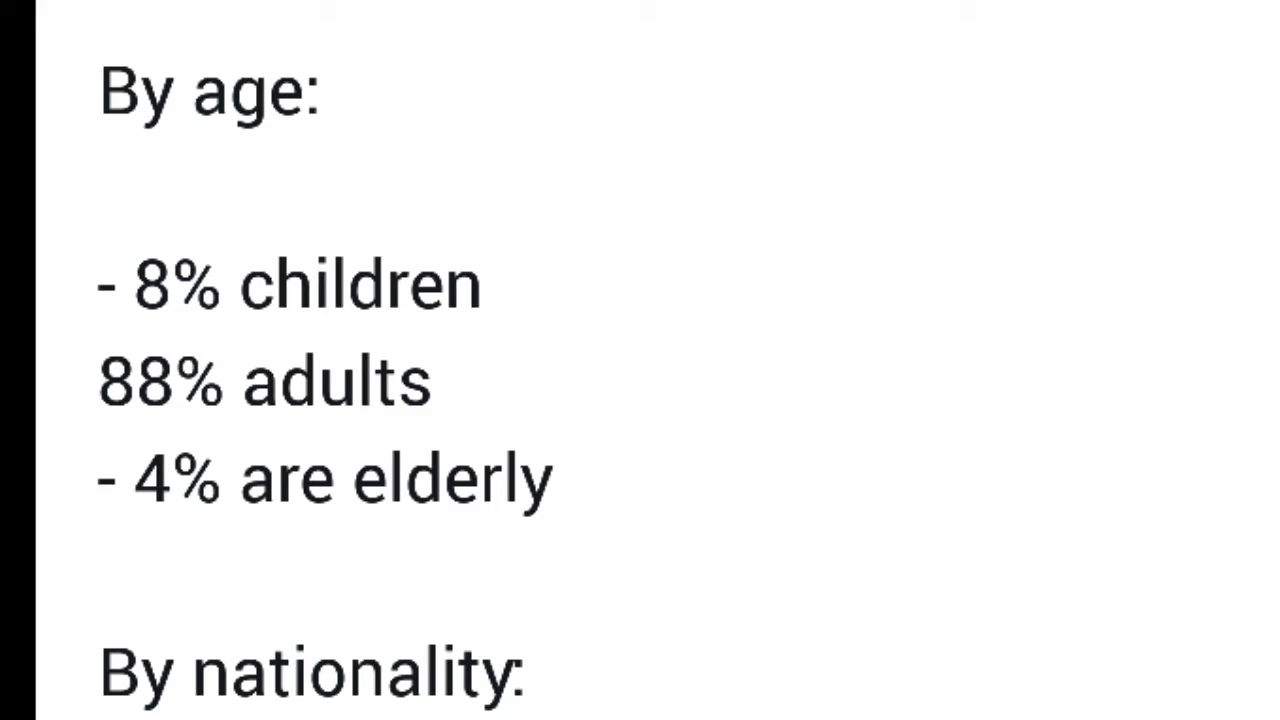 By age:
- 8% children
88% adults
- 4% are elderly
By nationality: